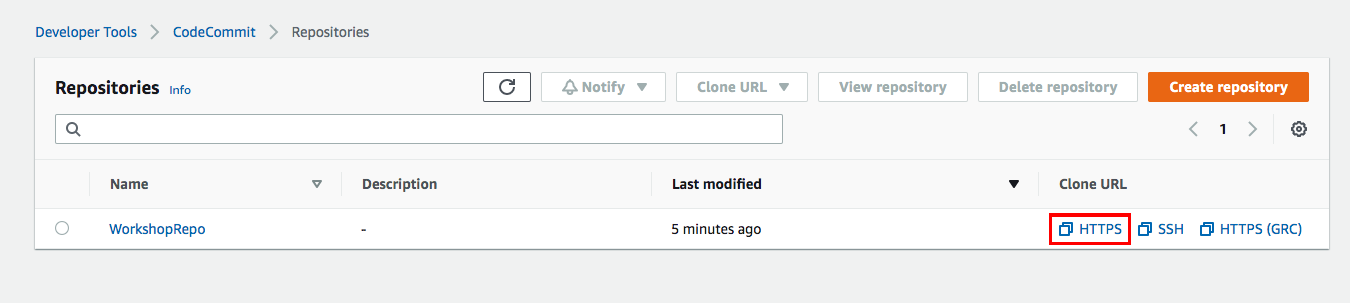 Developer Tools > CodeCommit > Repositories
Repositories Info Notify Clone URL View repository Delete repository Create repository
1
Name Description Last modified Clone URL
WorkshopRepo - 5 minutes ago HTTPS SSH HTTPS (GRC)